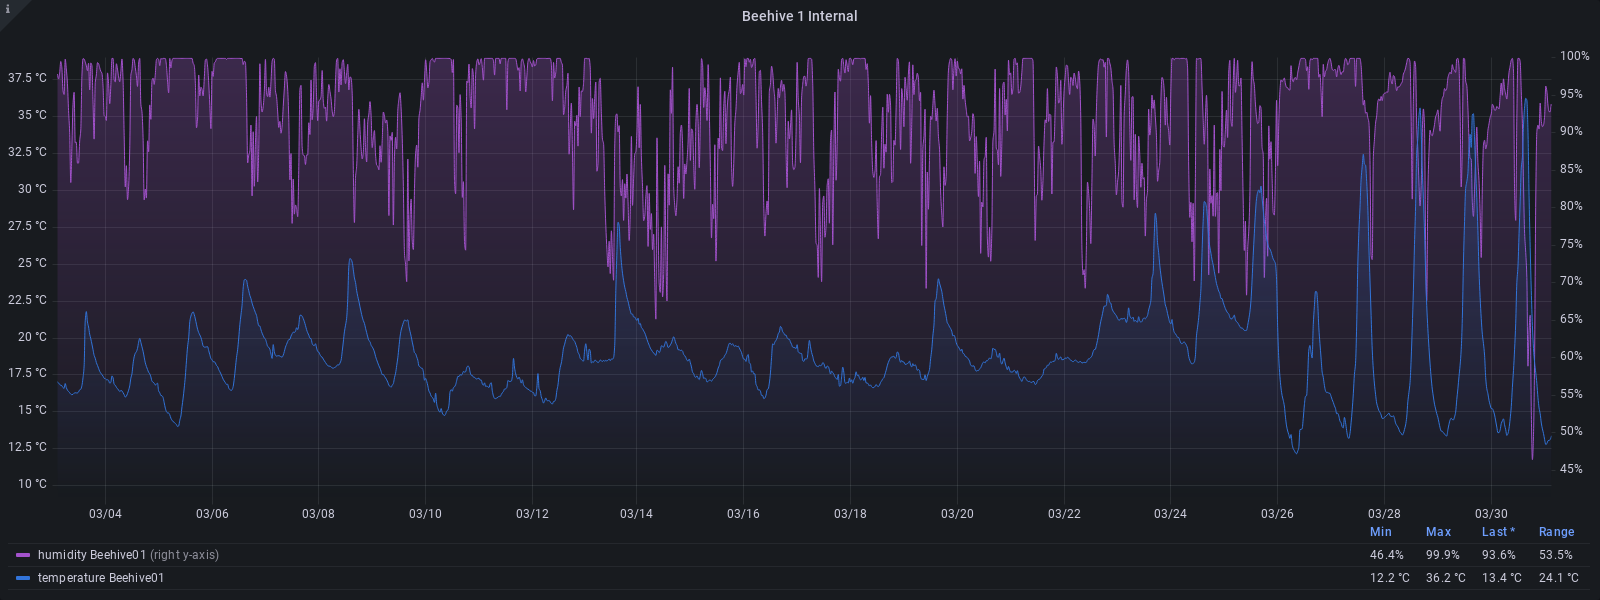 i
Beehive 1 Internal
37.5 °C
35 °C
32.5 °C
30 °C
27.5 °C
25 °C
22.5 °C
20 °C
17.5 °C
15 °C
12.5 °C
10 °C
100%
95%
90%
85%
80%
75%
70%
65%
60%
55%
50%
45%
03/04 03/06 03/08 03/10 03/12 03/14 03/16 03/18 03/20 03/22 03/24 03/26 03/28 03/30
Min Max Last * Range
humidity Beehive01 (right y-axis) 46.4% 99.9% 93.6% 53.5%
temperature Beehive01 12.2 °C 36.2 °C 13.4 °C 24.1 °C